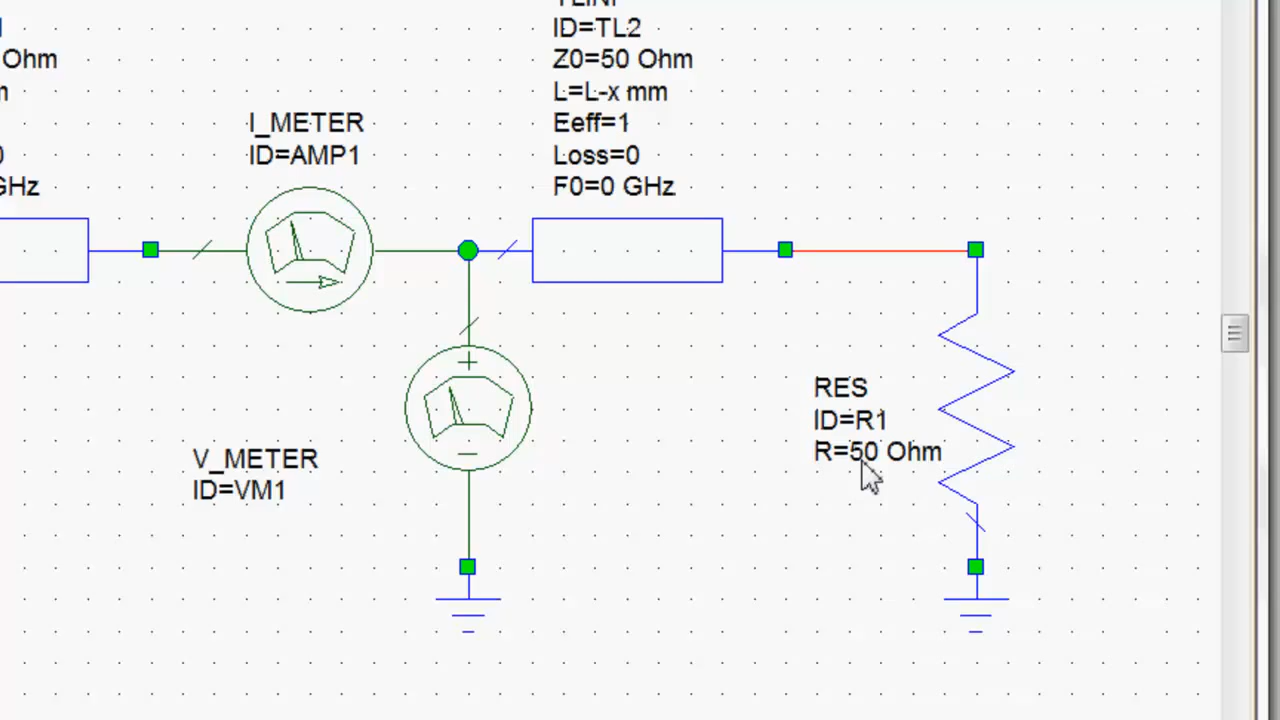 ID=TL2
Ohm
Z0=50 Ohm
L=L-x mm
I_METER
Eeff=1
ID=AMP1
Loss=0
GHz
F0=0 GHz
RES
ID=R1
R=50 Ohm
V_METER
ID=VM1